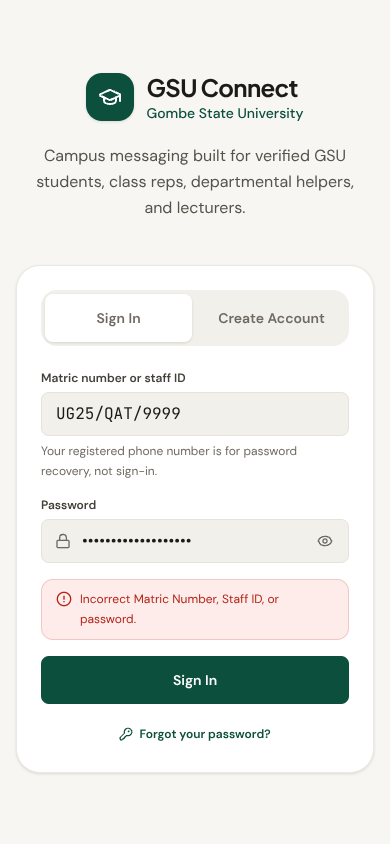 GSU Connect
Gombe State University
Campus messaging built for verified GSU
students, class reps, departmental helpers,
and lecturers.
Sign In
Create Account
Matric number or staff ID
UG25/QAT/9999
Your registered phone number is for password
recovery, not sign-in.
Password
•••••••••••••••••••
Incorrect Matric Number, Staff ID, or
password.
Sign In
Forgot your password?